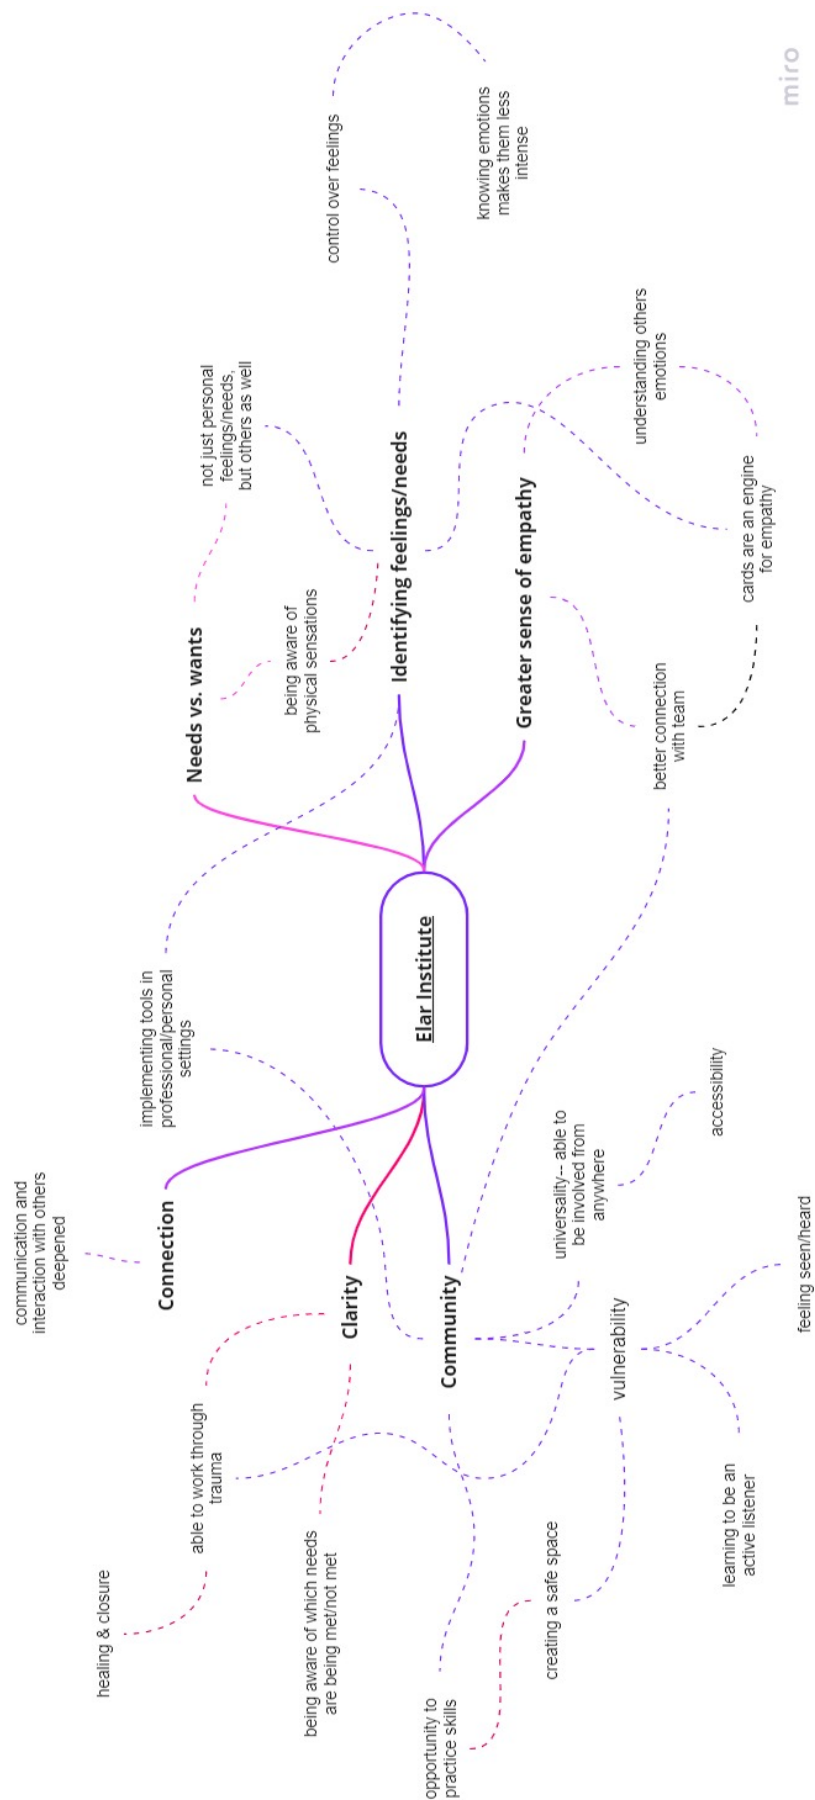 communication and
interaction with others
deepened
Connection
implementing tools in
professional/personal
settings
Needs vs. wants
not just personal
feelings/needs,
but others as well
being aware of
physical sensations
control over feelings
knowing emotions
makes them less
intense
healing & closure
able to work through
trauma
Clarity
being aware of which needs
are being met/not met
Elar Institute
Identifying feelings/needs
Greater sense of empathy
understanding others
emotions
cards are an engine
for empathy
better connection
with team
Community
opportunity to
practice skills
creating a safe space
universality-- able to
be involved from
anywhere
accessibility
vulnerability
feeling seen/heard
learning to be an
active listener
miro